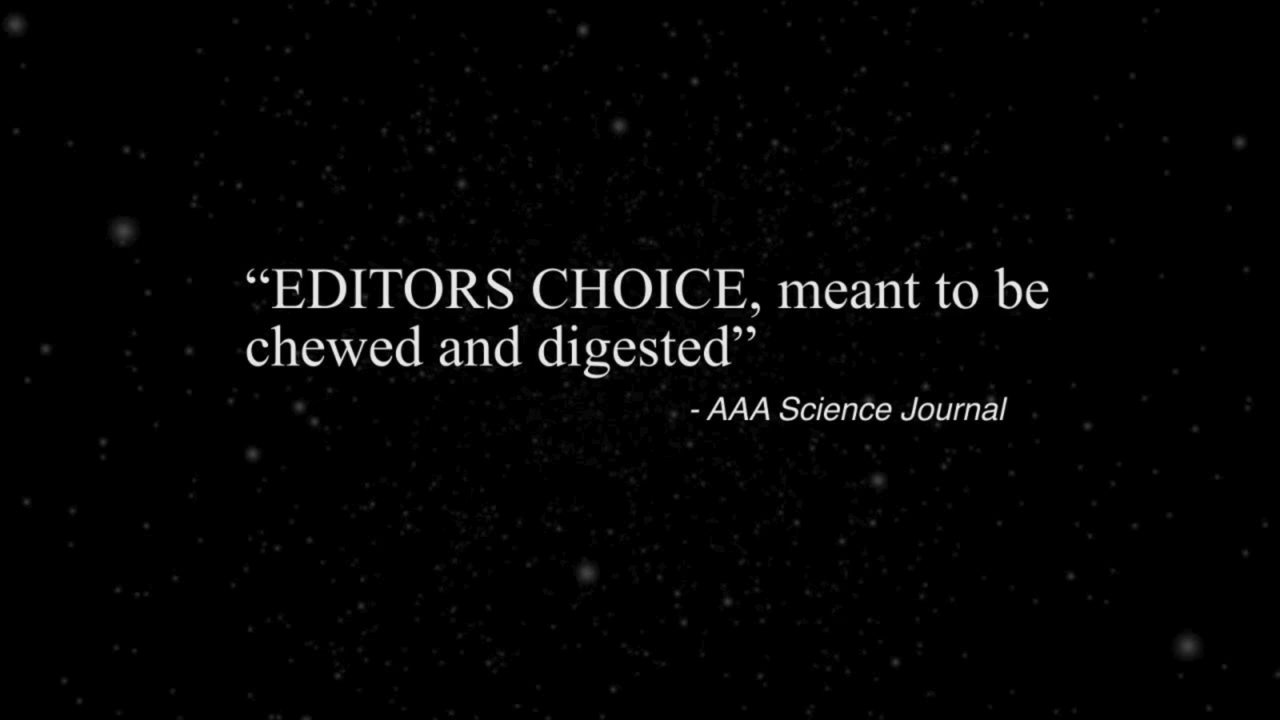 “EDITORS CHOICE, meant to be
chewed and digested”
- AAA Science Journal